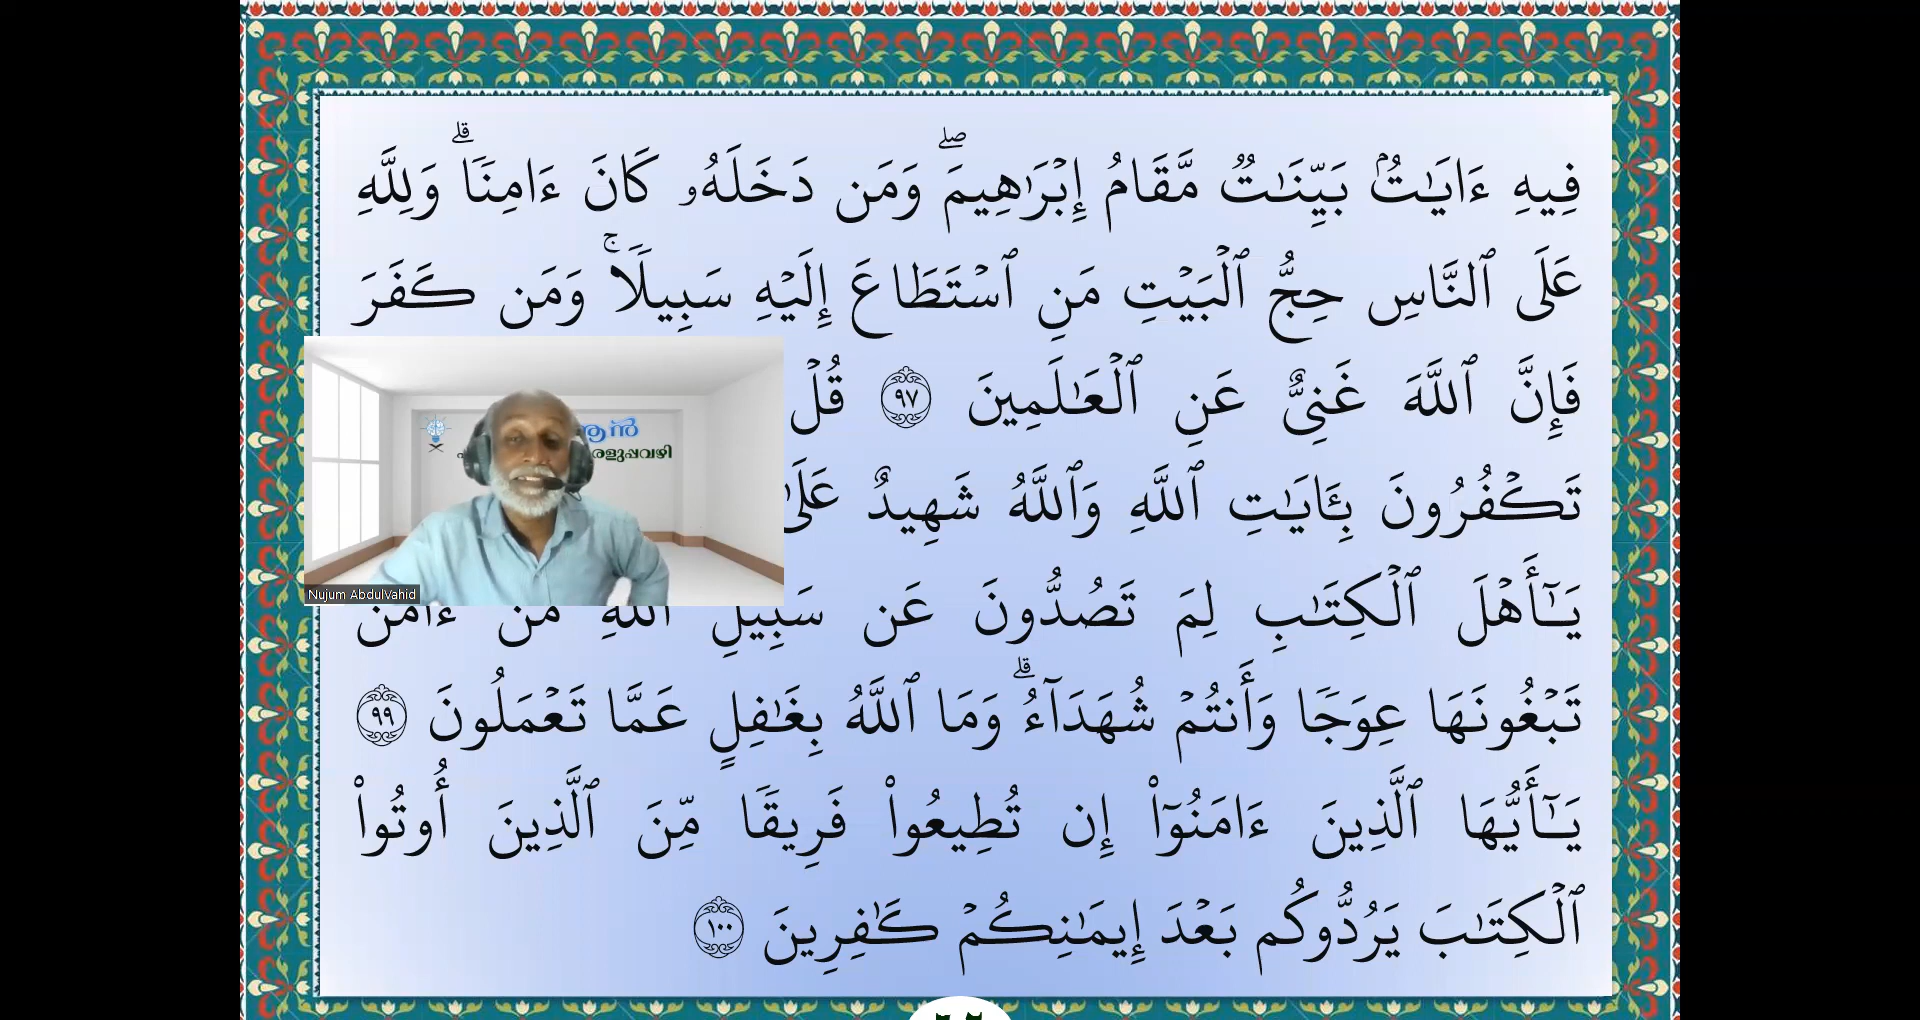 فِيهِ ءَايَـٰتُۢ بَيِّنَـٰتٌۭ مَّقَامُ إِبْرَٰهِيمَ ۖ وَمَن دَخَلَهُۥ كَانَ ءَامِنًۭا ۗ وَلِلَّهِ
عَلَى ٱلنَّاسِ حِجُّ ٱلْبَيْتِ مَنِ ٱسْتَطَاعَ إِلَيْهِ سَبِيلًۭا ۚ وَمَن كَفَرَ
فَإِنَّ ٱللَّهَ غَنِىٌّ عَنِ ٱلْعَـٰلَمِينَ ٩٧ قُلْ
تَكْفُرُونَ بِـَٔايَـٰتِ ٱللَّهِ وَٱللَّهُ شَهِيدٌ عَلَىٰ
يَـٰٓأَهْلَ ٱلْكِتَـٰبِ لِمَ تَصُدُّونَ عَن سَبِيلِ ٱللَّهِ مَنْ ءَامَنَ
تَبْغُونَهَا عِوَجًۭا وَأَنتُمْ شُهَدَآءُ ۗ وَمَا ٱللَّهُ بِغَـٰفِلٍ عَمَّا تَعْمَلُونَ ٩٩
يَـٰٓأَيُّهَا ٱلَّذِينَ ءَامَنُوٓا۟ إِن تُطِيعُوا۟ فَرِيقًۭا مِّنَ ٱلَّذِينَ أُوتُوا۟
ٱلْكِتَـٰبَ يَرُدُّوكُم بَعْدَ إِيمَـٰنِكُمْ كَـٰفِرِينَ ١٠٠
Nujum AbdulVahid